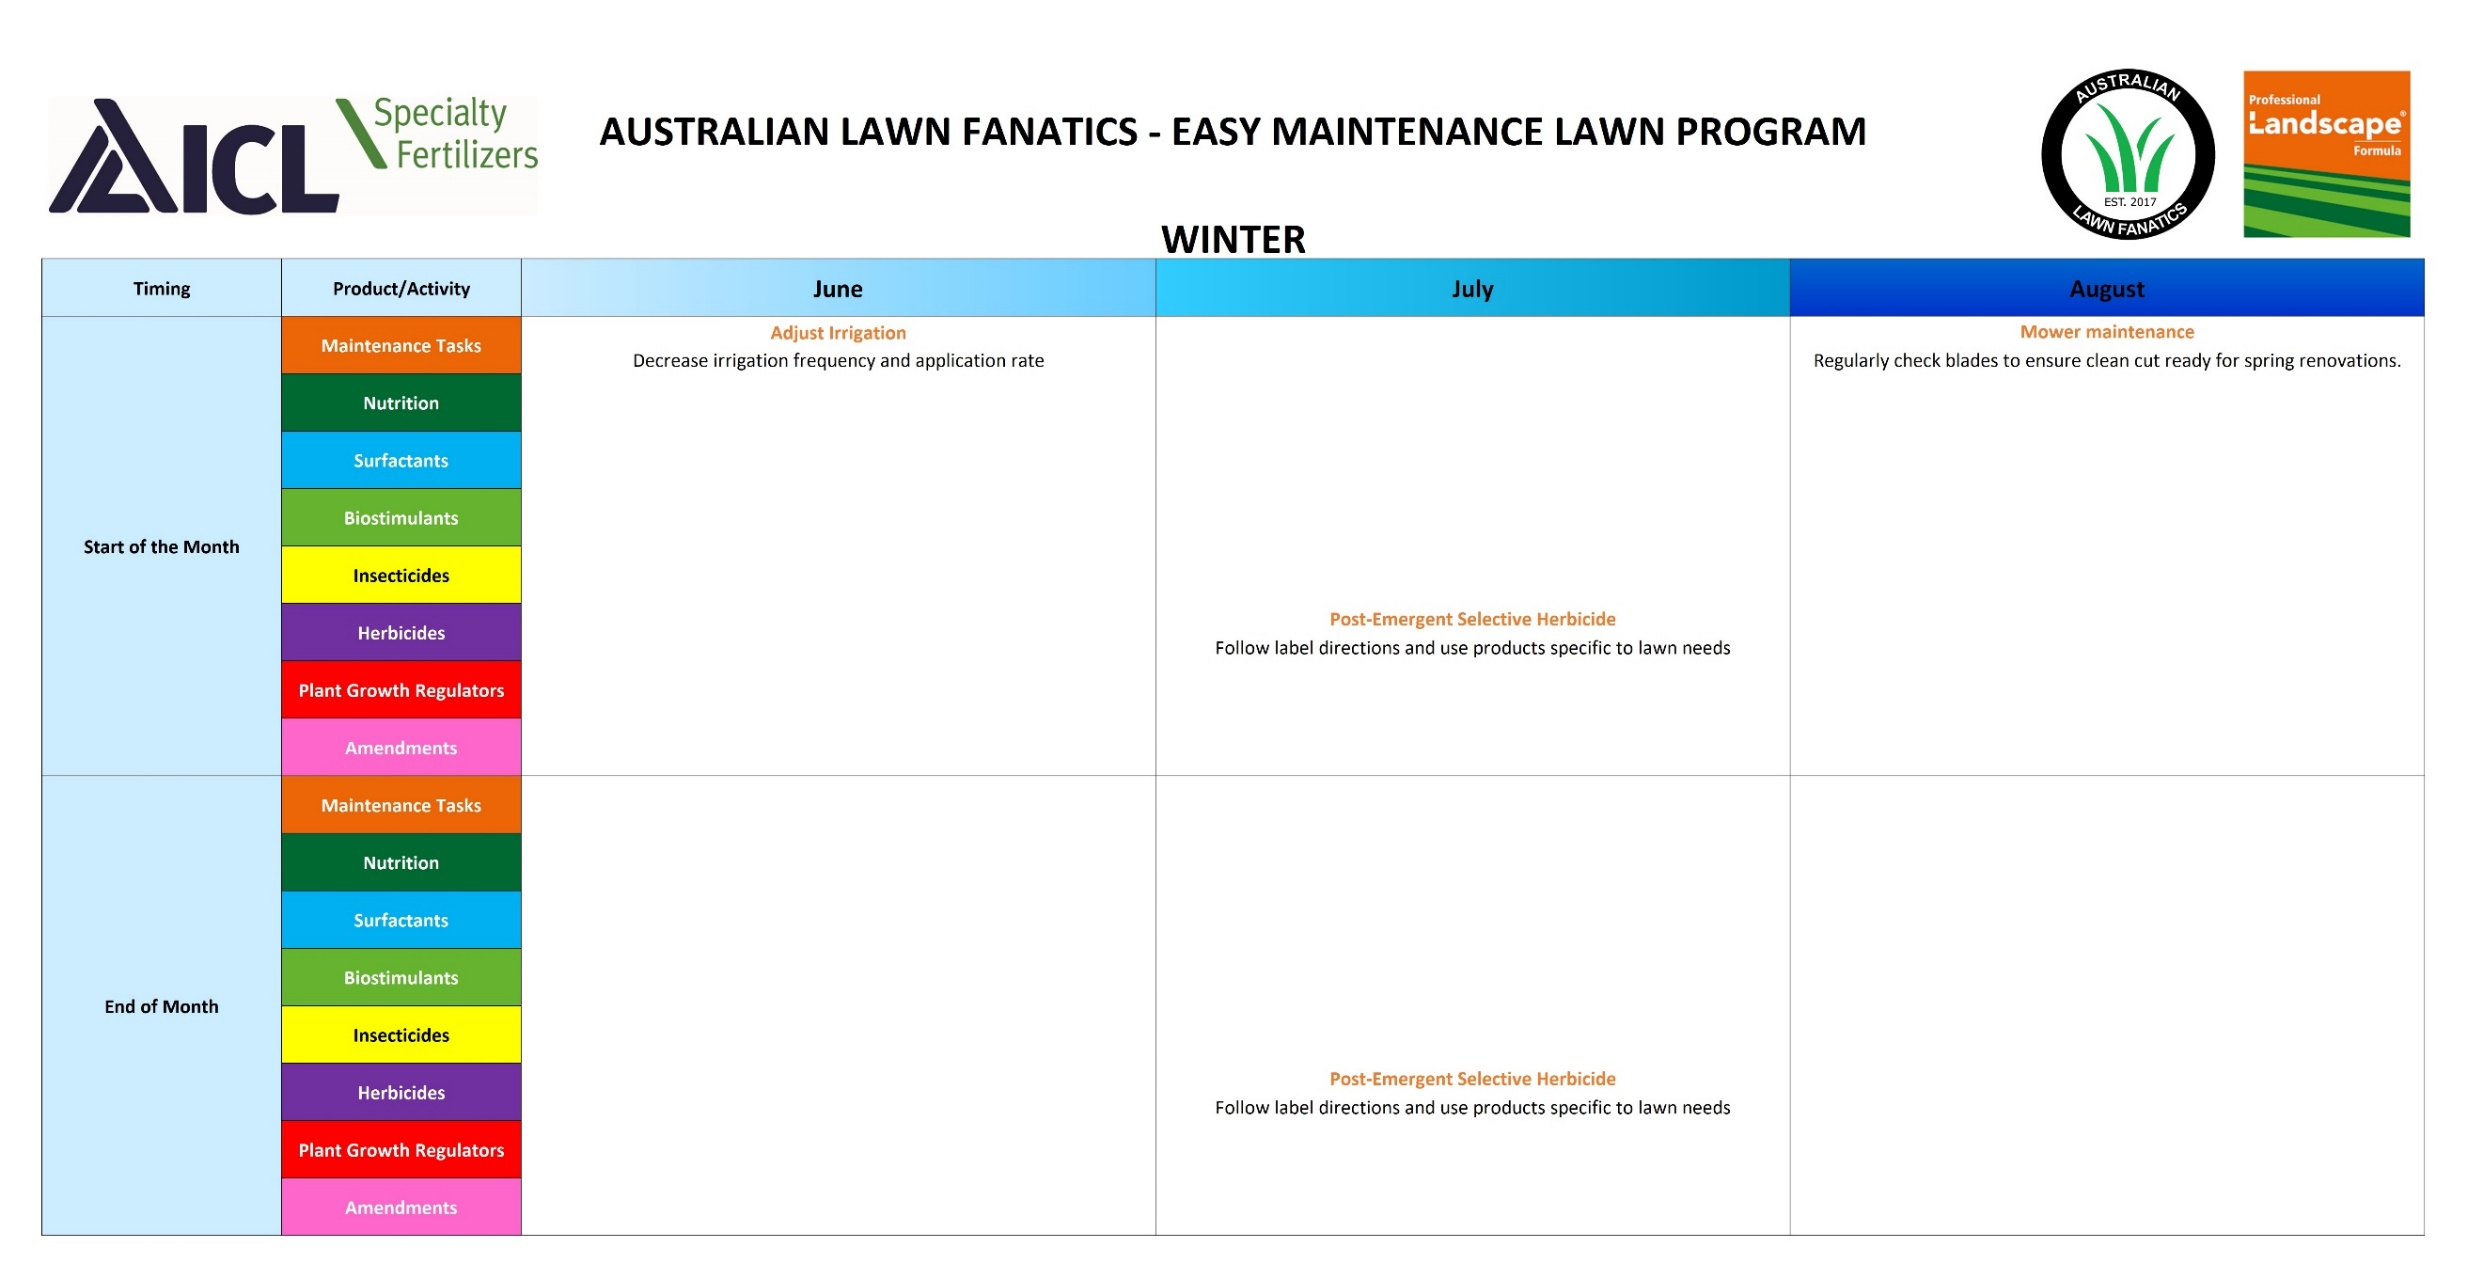 ICL
Specialty
Fertilizers
AUSTRALIAN LAWN FANATICS - EASY MAINTENANCE LAWN PROGRAM
AUSTRALIAN
EST. 2017
LAWN FANATICS
Professional
Landscape®
Formula
WINTER
Timing
Product/Activity
June
July
August
Start of the Month
Maintenance Tasks
Adjust Irrigation
Decrease irrigation frequency and application rate
Mower maintenance
Regularly check blades to ensure clean cut ready for spring renovations.
Nutrition
Surfactants
Biostimulants
Insecticides
Herbicides
Post-Emergent Selective Herbicide
Follow label directions and use products specific to lawn needs
Plant Growth Regulators
Amendments
End of Month
Maintenance Tasks
Nutrition
Surfactants
Biostimulants
Insecticides
Herbicides
Post-Emergent Selective Herbicide
Follow label directions and use products specific to lawn needs
Plant Growth Regulators
Amendments